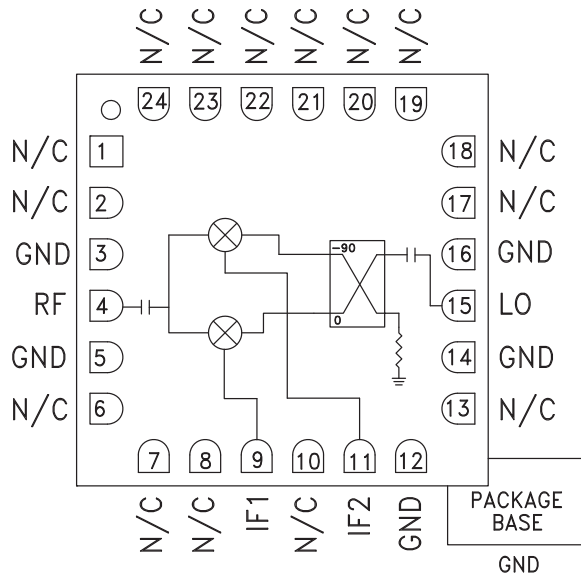 N/C N/C N/C N/C N/C N/C
24 23 22 21 20 19
N/C 1
N/C 2
GND 3
RF 4
GND 5
N/C 6
18 N/C
17 N/C
16 GND
15 LO
14 GND
13 N/C
-90
0
7 8 9 10 11 12
N/C N/C IF1 N/C IF2 GND
PACKAGE
BASE
GND